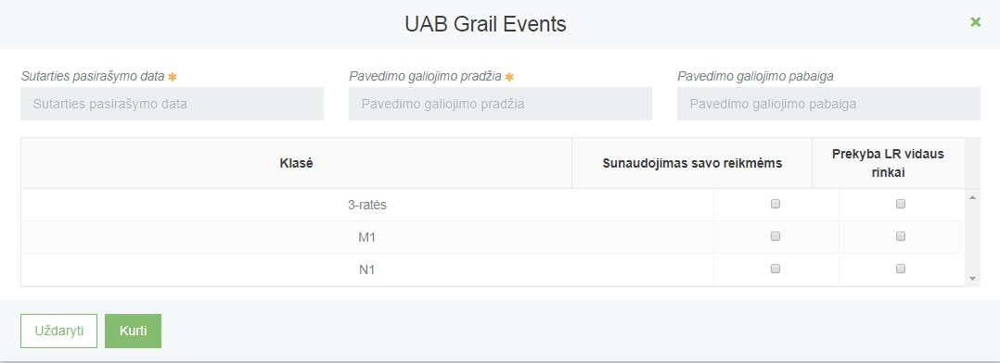 UAB Grail Events
Sutarties pasirašymo data
Pavedimo galiojimo pradžia
Pavedimo galiojimo pabaiga
Sutarties pasirašymo data
Pavedimo galiojimo pradžia
Pavedimo galiojimo pabaiga
Klasė
Sunaudojimas savo reikmėms
Prekyba LR vidaus
rinkai
3-ratės
M1
N1
Uždaryti
Kurti